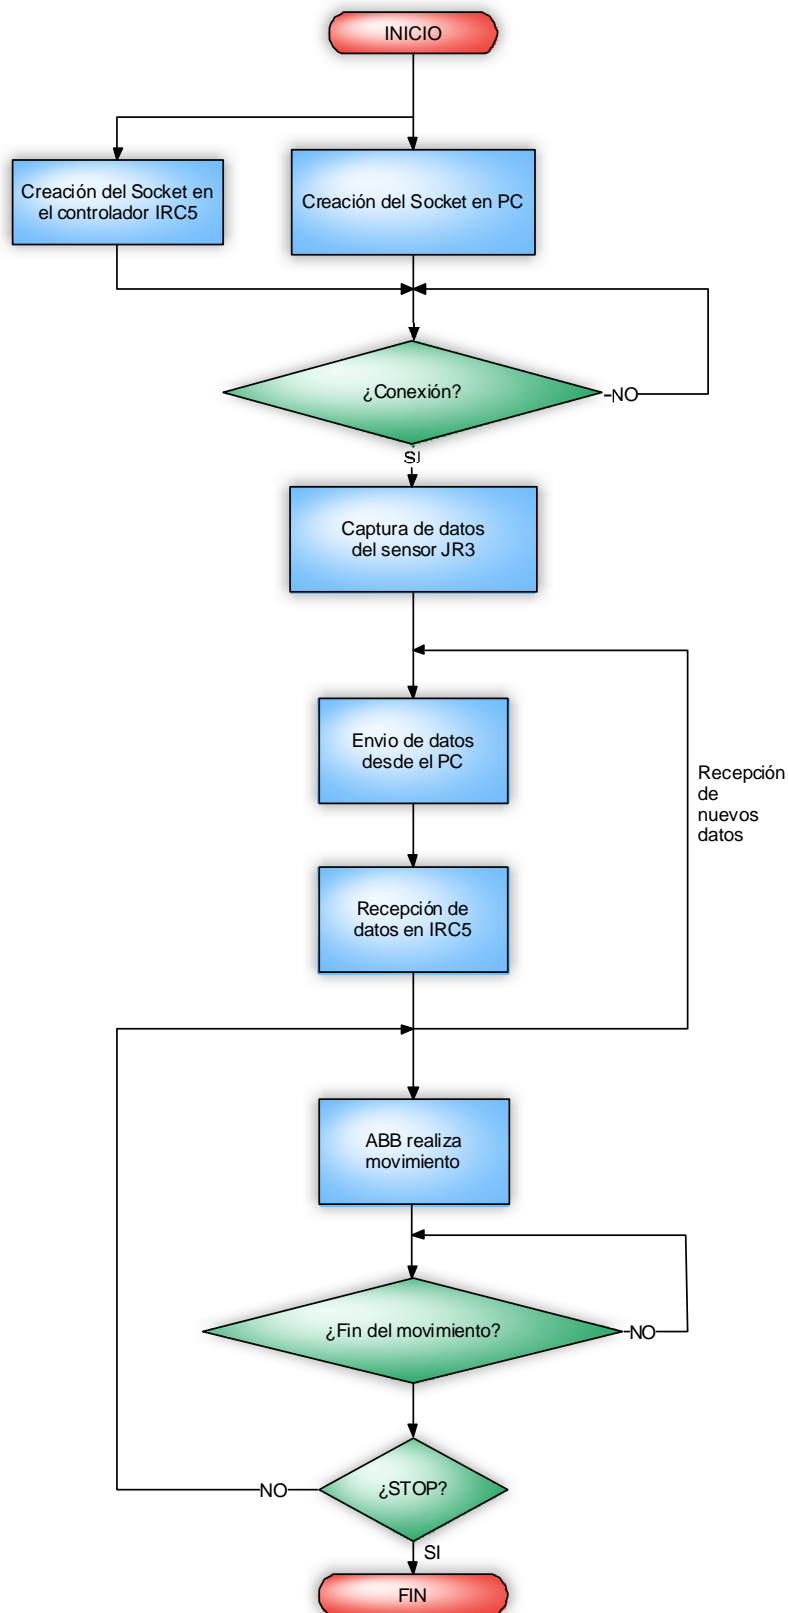 INICIO
Creación del Socket en
el controlador IRC5
Creación del Socket en PC
¿Conexión?
NO
SI
Captura de datos
del sensor JR3
Envio de datos
desde el PC
Recepción
de
nuevos
datos
Recepción de
datos en IRC5
ABB realiza
movimiento
¿Fin del movimiento?
NO
¿STOP?
NO
SI
FIN